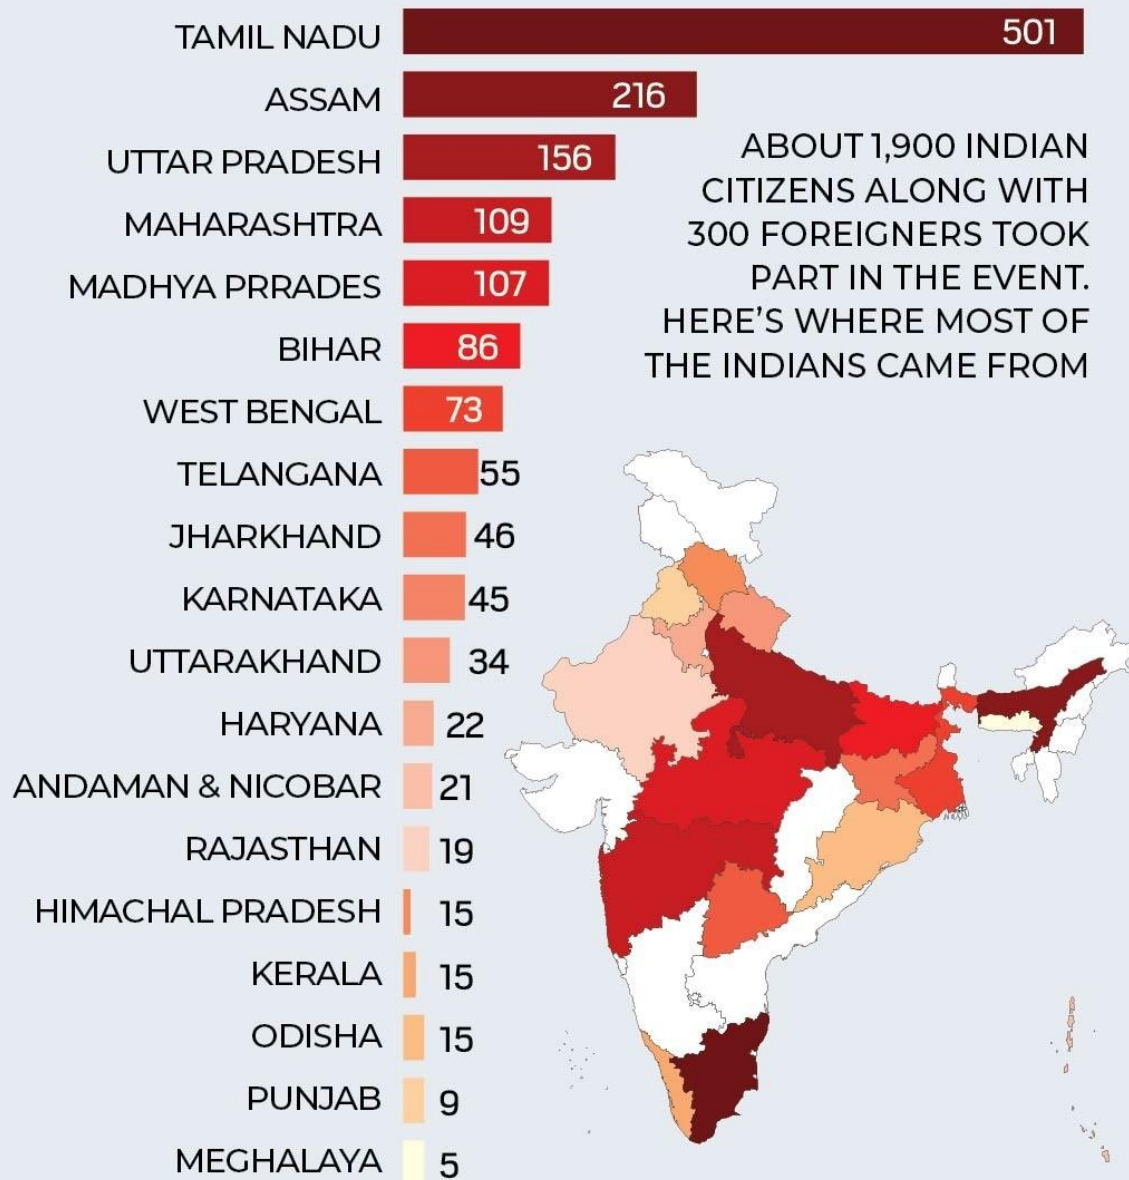 TAMIL NADU 501
ASSAM 216
UTTAR PRADESH 156
MAHARASHTRA 109
MADHYA PRRADES 107
BIHAR 86
WEST BENGAL 73
TELANGANA 55
JHARKHAND 46
KARNATAKA 45
UTTARAKHAND 34
HARYANA 22
ANDAMAN & NICOBAR 21
RAJASTHAN 19
HIMACHAL PRADESH 15
KERALA 15
ODISHA 15
PUNJAB 9
MEGHALAYA 5
ABOUT 1,900 INDIAN
CITIZENS ALONG WITH
300 FOREIGNERS TOOK
PART IN THE EVENT.
HERE'S WHERE MOST OF
THE INDIANS CAME FROM